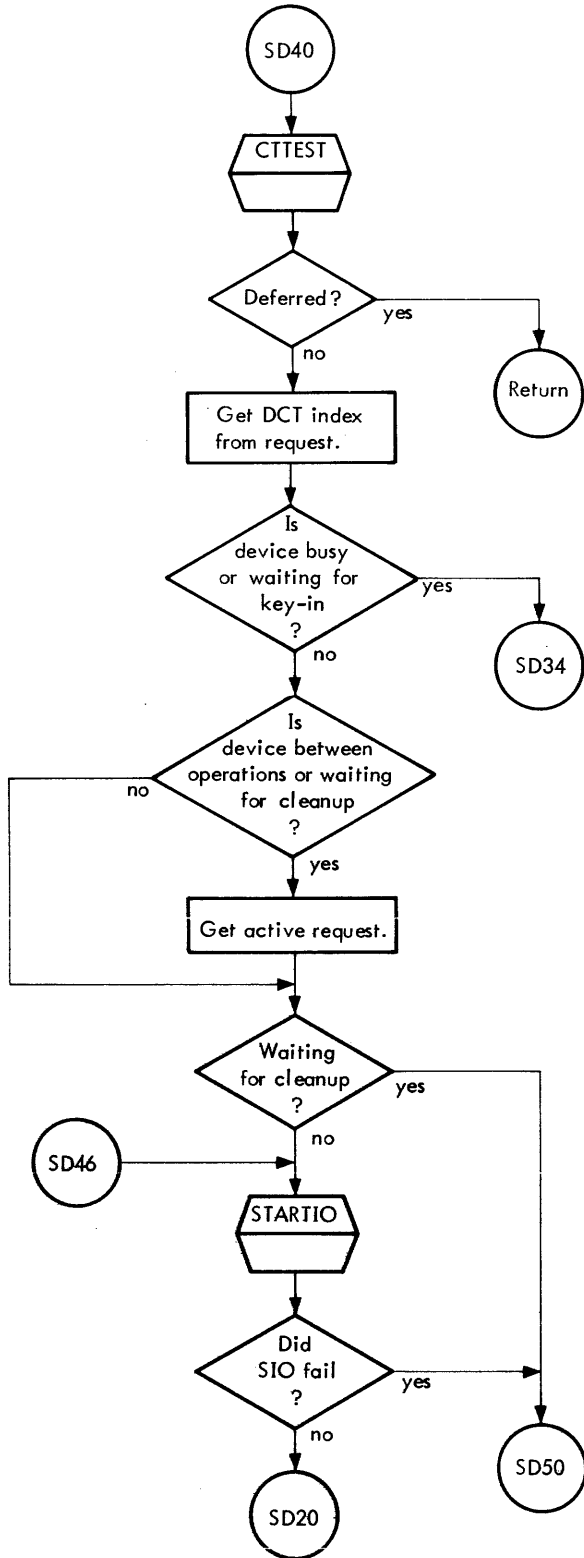 SD40
CTTEST
Deferred?
yes
no
Return
Get DCT index
from request.
Is
device busy
or waiting for
key-in
?
yes
no
SD34
Is
device between
operations or waiting
for cleanup
?
no
yes
Get active request.
Waiting
for cleanup
?
yes
no
SD46
STARTIO
Did
SIO fail
?
yes
no
SD50
SD20